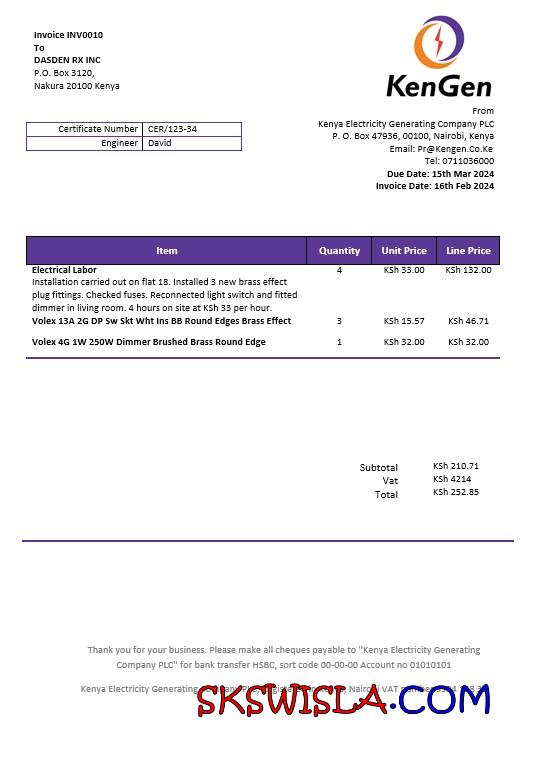 Invoice INV0010
To
DASDEN RX INC
P.O. Box 3120,
Nakura 20100 Kenya
KenGen
From
Kenya Electricity Generating Company PLC
P. O. Box 47936, 00100, Nairobi, Kenya
Email: Pr@Kengen.Co.Ke
Tel: 0711036000
Due Date: 15th Mar 2024
Invoice Date: 16th Feb 2024
Certificate Number CER/123-34
Engineer David
Item Quantity Unit Price Line Price
Electrical Labor 4 KSh 33.00 KSh 132.00
Installation carried out on flat 18. Installed 3 new brass effect
plug fittings. Checked fuses. Reconnected light switch and fitted
dimmer in living room. 4 hours on site at KSh 33 per hour.
Volex 13A 2G DP Sw Skt Wht Ins BB Round Edges Brass Effect 3 KSh 15.57 KSh 46.71
Volex 4G 1W 250W Dimmer Brushed Brass Round Edge 1 KSh 32.00 KSh 32.00
Subtotal KSh 210.71
Vat KSh 4214
Total KSh 252.85
Thank you for your business. Please make all cheques payable to "Kenya Electricity Generating
Company PLC" for bank transfer HSBC, sort code 00-00-00 Account no 01010101
Kenya Electricity Generating Company PLC, Nairobi VAT number
SKSWISLA.COM